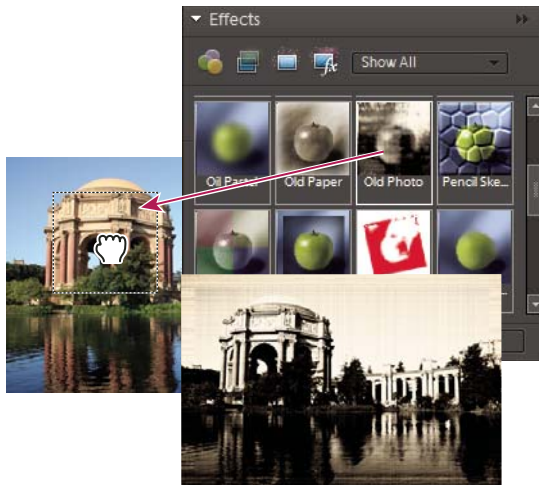 Effects
Show All
Oil Pastel
Old Paper
Old Photo
Pencil Ske...